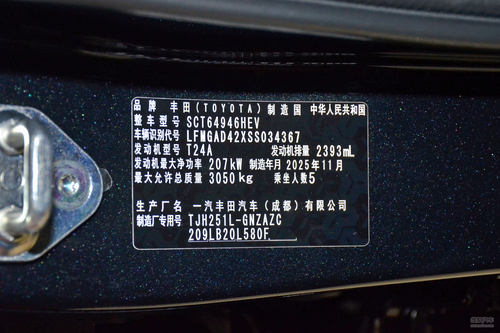 品牌 丰田(TOYOTA) 制造国 中华人民共和国
整车型号 SCT64946HEV
车辆识别代号 LFMGAD42XSS034367
发动机型号 T24A 发动机排量 2393mL
发动机最大净功率 207kW 制造年月 2025年11月
最大允许总质量 3050kg 乘坐人数5
生产厂名 一汽丰田汽车(成都)有限公司
制造厂专用号 TJH251L-GNZAZC
209LB20L580F